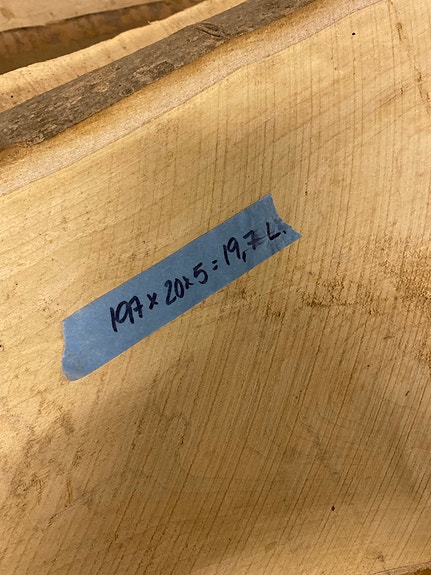 197 x 20 x 5 = 19,7 L.